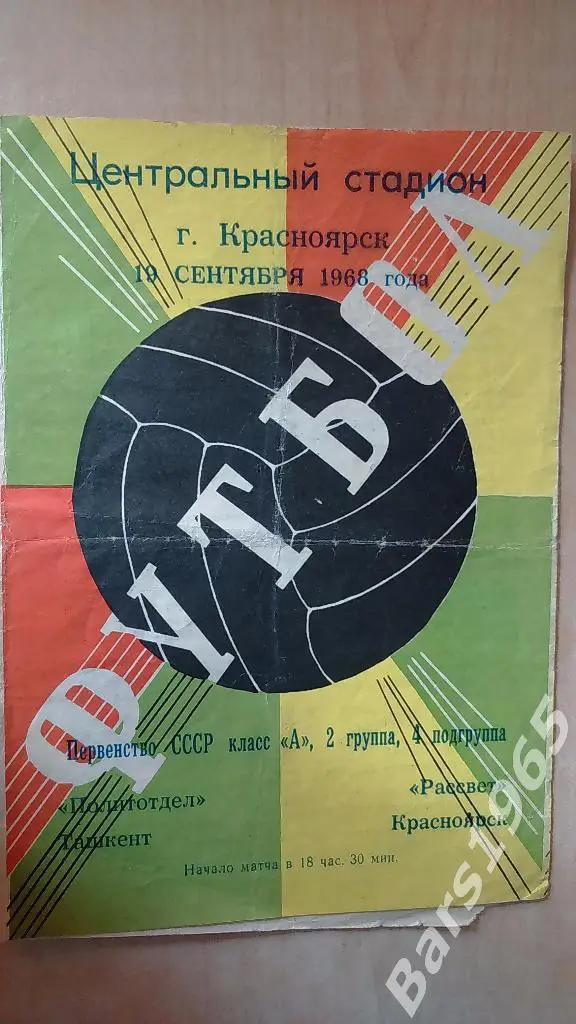 Центральный стадион
г. Красноярск
19 СЕНТЯБРЯ 1968 года
ФУТБОЛ
Первенство СССР класс «А», 2 группа, 4 подгруппа
«Политотдел»
Ташкент
«Рассвет»
Красноярск
Начало матча в 18 час. 30 мин.
Bars1965